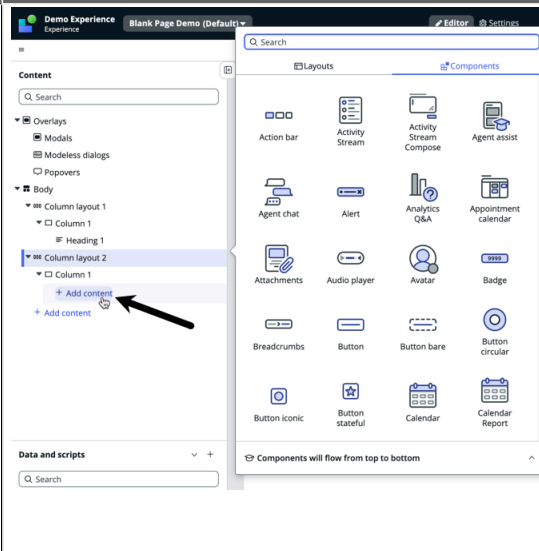 Demo Experience
Experience
Blank Page Demo (Default)
Editor
Settings
Content
Search
Overlays
Modals
Modeless dialogs
Popovers
Body
Column layout 1
Column 1
Heading 1
Column layout 2
Column 1
+ Add content
+ Add content
Data and scripts
Search
Search
Layouts
Components
Action bar
Activity
Stream
Activity
Stream
Compose
Agent assist
Agent chat
Alert
Analytics
Q&A
Appointment
calendar
Attachments
Audio player
Avatar
9999
Badge
Breadcrumbs
Button
Button bare
Button
circular
Button iconic
Button
stateful
Calendar
Calendar
Report
Components will flow from top to bottom